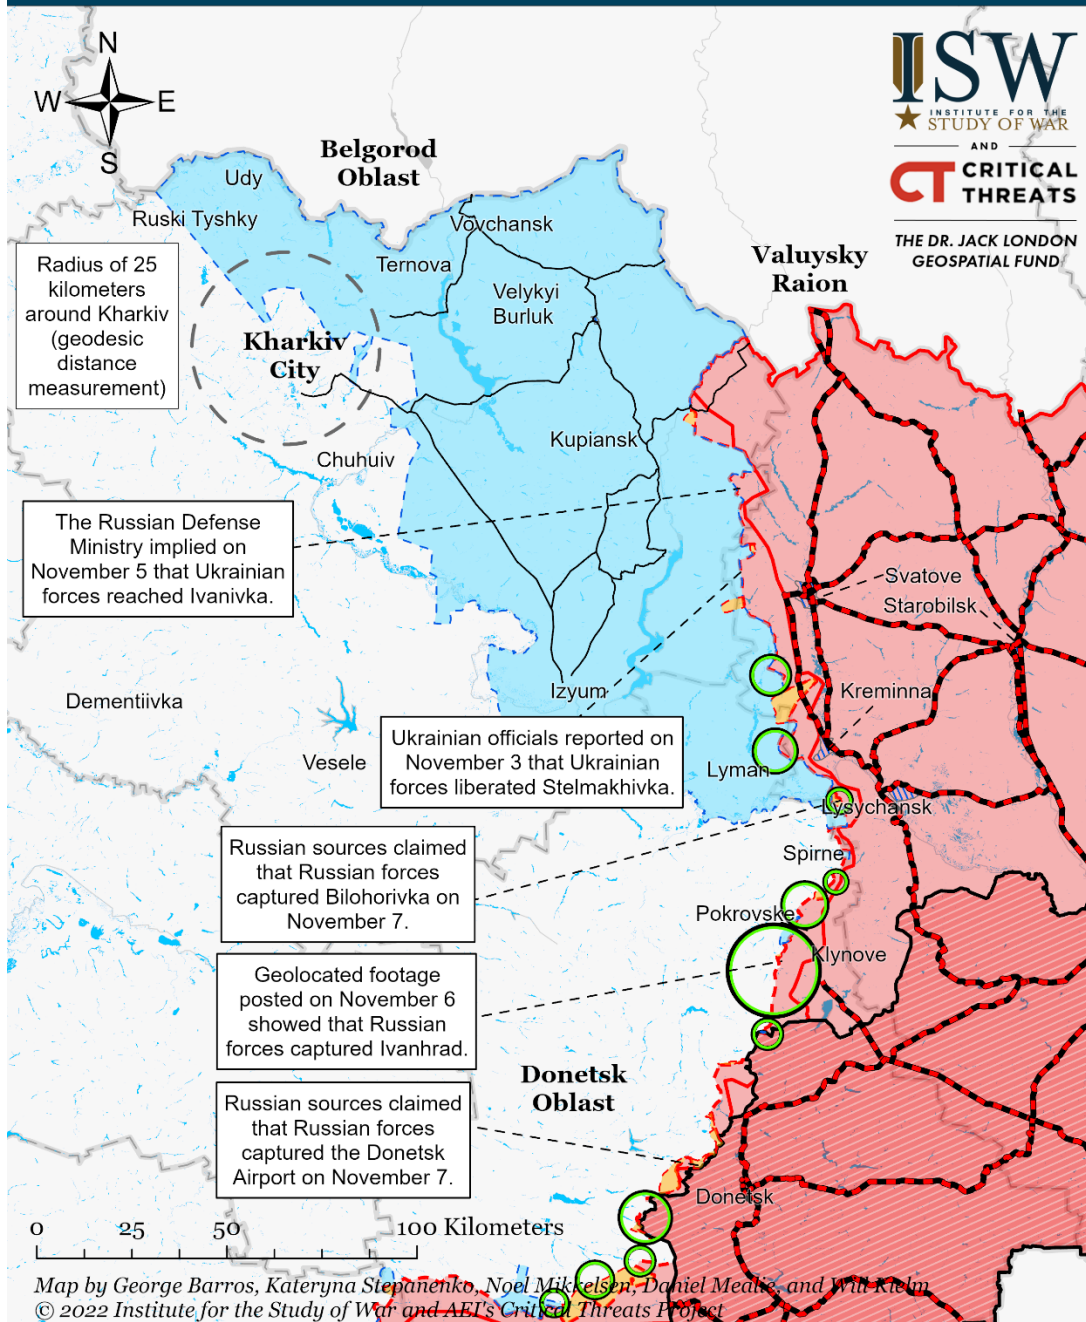 N
W
E
S
ISW
INSTITUTE FOR THE
STUDY OF WAR
AND
CT CRITICAL
THREATS
THE DR. JACK LONDON
GEOSPATIAL FUND
Belgorod
Oblast
Udy
Ruski Tyshky
Vovchansk
Ternova
Valuysky
Raion
Radius of 25
kilometers
around Kharkiv
(geodesic
distance
measurement)
Velykyi
Burluk
Kharkiv
City
Kupiansk
Chuhuiv
The Russian Defense
Ministry implied on
November 5 that Ukrainian
forces reached Ivanivka.
Svatove
Starobilsk
Izyum
Kreminna
Dementiivka
Vesele
Ukrainian officials reported on
November 3 that Ukrainian
forces liberated Stelmakhivka.
Lyman
Lysychansk
Russian sources claimed
that Russian forces
captured Bilohorivka on
November 7.
Spirne
Pokrovske
Klynove
Geolocated footage
posted on November 6
showed that Russian
forces captured Ivanhrad.
Donetsk
Oblast
Russian sources claimed
that Russian forces
captured the Donetsk
Airport on November 7.
Donetsk
0 25 50 100 Kilometers
Map by George Barros, Kateryna Stepanenko, Noel Mikkelsen, Daniel Mealie, and Will Kielm
© 2022 Institute for the Study of War and AEI's Critical Threats Project